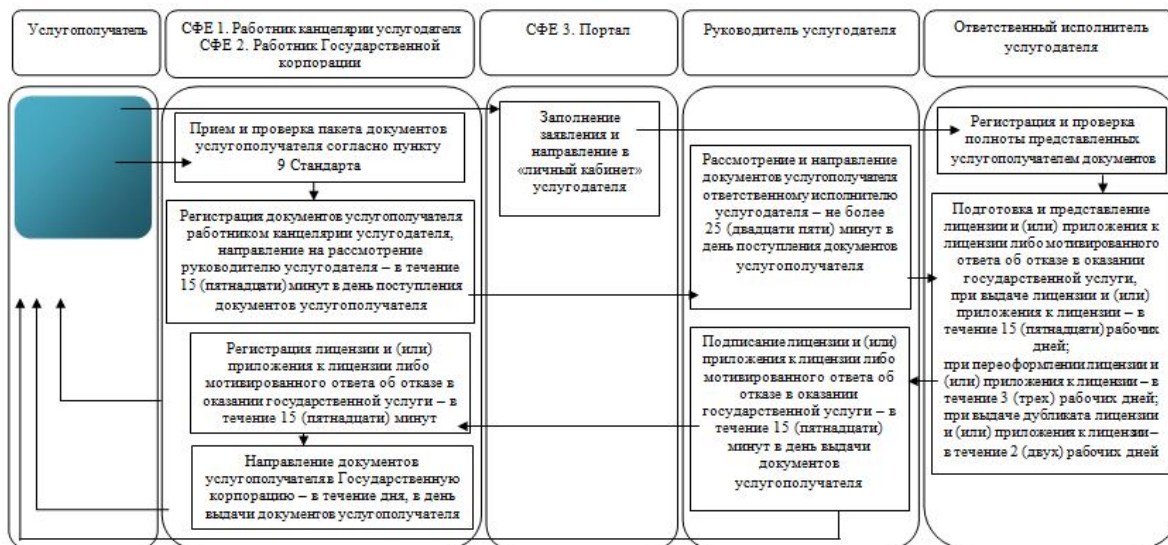 Услугополучатель
СФЕ 1. Работник канцелярии услугодателя
СФЕ 2. Работник Государственной
корпорации
СФЕ 3. Портал
Руководитель услугодателя
Ответственный исполнитель
услугодателя
Прием и проверка пакета документов
услугополучателя согласно пункту
9 Стандарта
Регистрация документов услугополучателя
работником канцелярии услугодателя,
направление на рассмотрение
руководителю услугодателя – в течение
15 (пятнадцати) минут в день поступления
документов услугополучателя
Регистрация лицензии и (или)
приложения к лицензии либо
мотивированного ответа об отказе в
оказании государственной услуги – в
течение 15 (пятнадцати) минут
Направление документов
услугополучателя в Государственную
корпорацию – в течение дня, в день
выдачи документов услугополучателя
Заполнение
заявления и
направление в
«личный кабинет»
услугодателя
Рассмотрение и направление
документов услугополучателя
ответственному исполнителю
услугодателя – не более
25 (двадцати пяти) минут в
день поступления документов
услугополучателя
Подписание лицензии и (или)
приложения к лицензии либо
мотивированного ответа об
отказе в оказании
государственной услуги – в
течение 15 (пятнадцати)
минут в день выдачи
документов
услугополучателя
Регистрация и проверка
полноты представленных
услугополучателем документов
Подготовка и представление
лицензии и (или) приложения к
лицензии либо мотивированного
ответа об отказе в оказании
государственной услуги,
при выдаче лицензии и (или)
приложения к лицензии – в
течение 15 (пятнадцати) рабочих
дней;
при переоформлении лицензии и
(или) приложения к лицензии – в
течение 3 (трех) рабочих дней;
при выдаче дубликата лицензии
и (или) приложения к лицензии–
в течение 2 (двух) рабочих дней